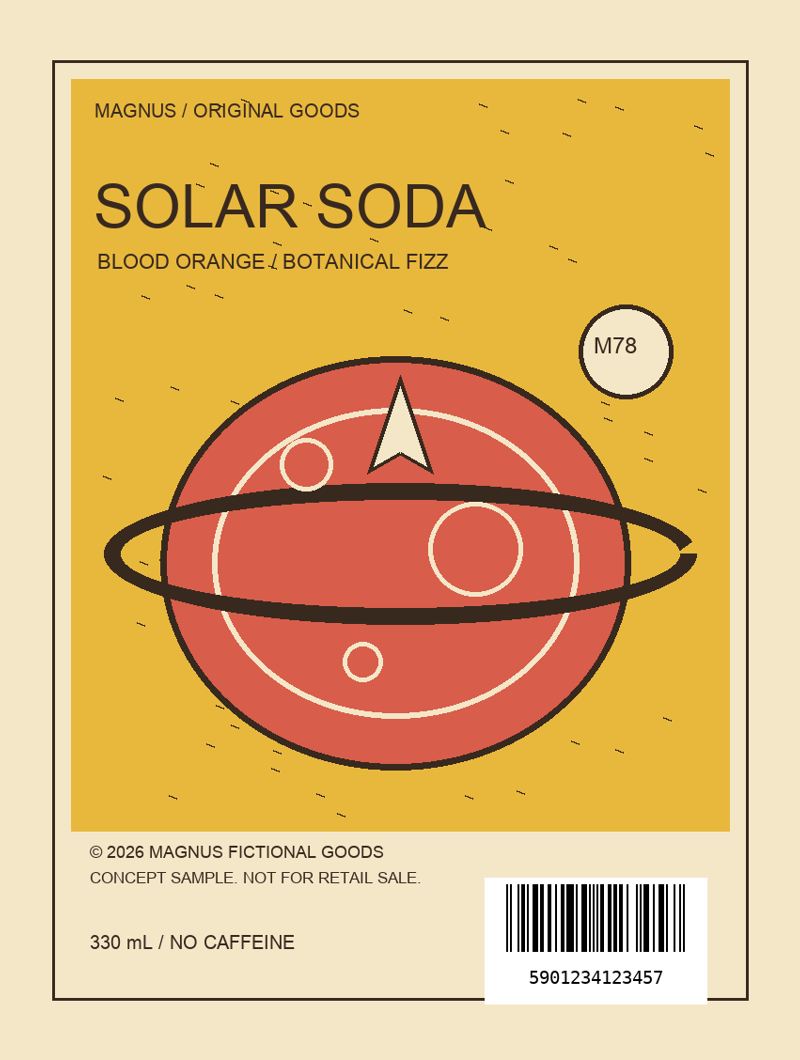 MAGNUS / ORIGINAL GOODS
SOLAR SODA
BLOOD ORANGE / BOTANICAL FIZZ
M78
© 2026 MAGNUS FICTIONAL GOODS
CONCEPT SAMPLE. NOT FOR RETAIL SALE.
330 mL / NO CAFFEINE
5901234123457